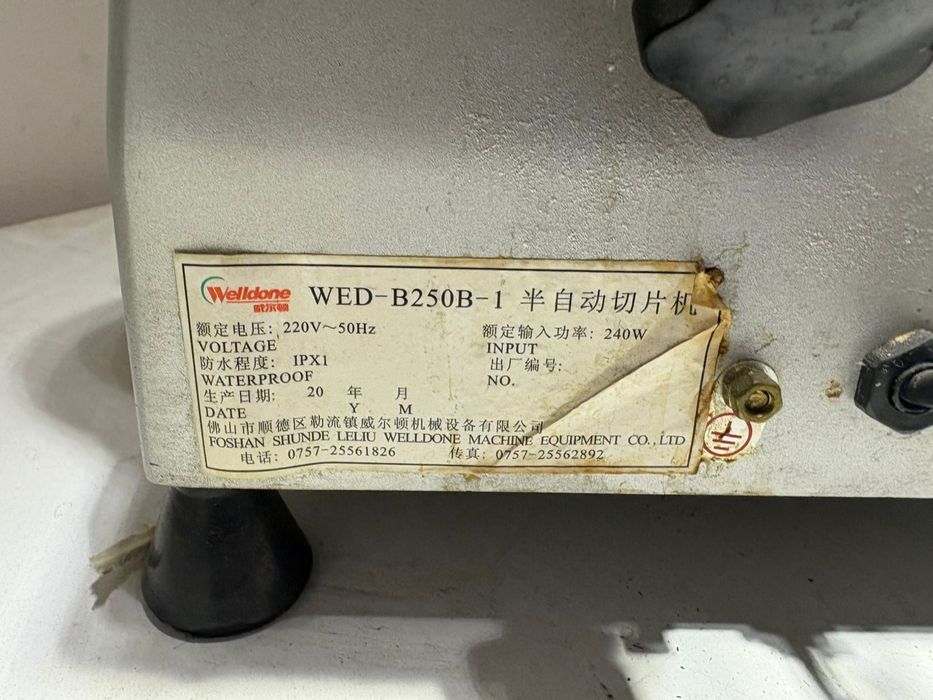 Welldone
威尔顿
WED-B250B-1 半自动切片机
额定电压: 220V~50Hz 额定输入功率: 240W
VOLTAGE INPUT
防水程度: IPX1 出厂编号:
WATERPROOF NO.
生产日期: 20 年 月
DATE Y M
佛山市顺德区勒流镇威尔顿机械设备有限公司
FOSHAN SHUNDE LELIU WELLDONE MACHINE EQUIPMENT CO., LTD
电话: 0757-25561826 传真: 0757-25562892